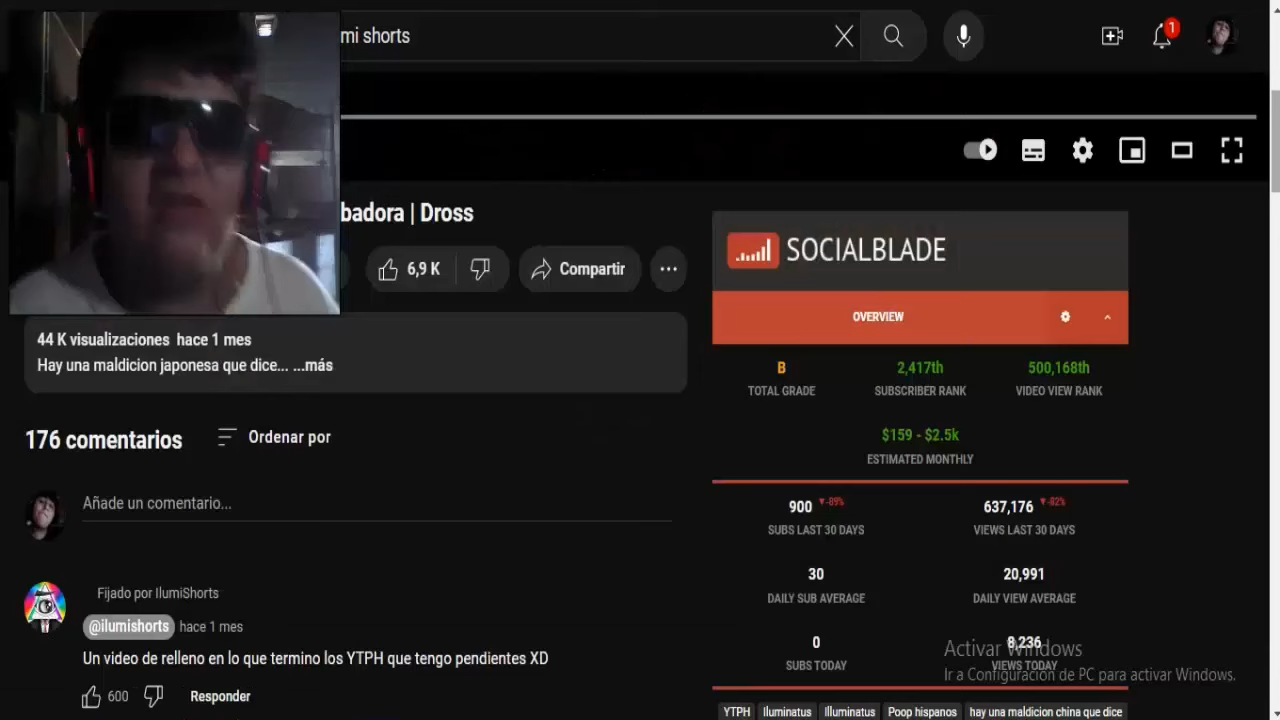 mi shorts
1
badora | Dross
6,9 K
Compartir
44 K visualizaciones hace 1 mes
Hay una maldicion japonesa que dice... ...más
176 comentarios
Ordenar por
Añade un comentario...
Fijado por IlumiShorts
@ilumishorts hace 1 mes
Un video de relleno en lo que termino los YTPH que tengo pendientes XD
600
Responder
SOCIALBLADE
OVERVIEW
B 2,417th 500,168th
TOTAL GRADE SUBSCRIBER RANK VIDEO VIEW RANK
$159 - $2.5k
ESTIMATED MONTHLY
900 -89% 637,176 -82%
SUBS LAST 30 DAYS VIEWS LAST 30 DAYS
30 20,991
DAILY SUB AVERAGE DAILY VIEW AVERAGE
0 8,236
SUBS TODAY VIEWS TODAY
Activar Windows
Ir a Configuración de PC para activar Windows.
YTPH Iluminatus Illuminatus Poop hispanos hay una maldicion china que dice